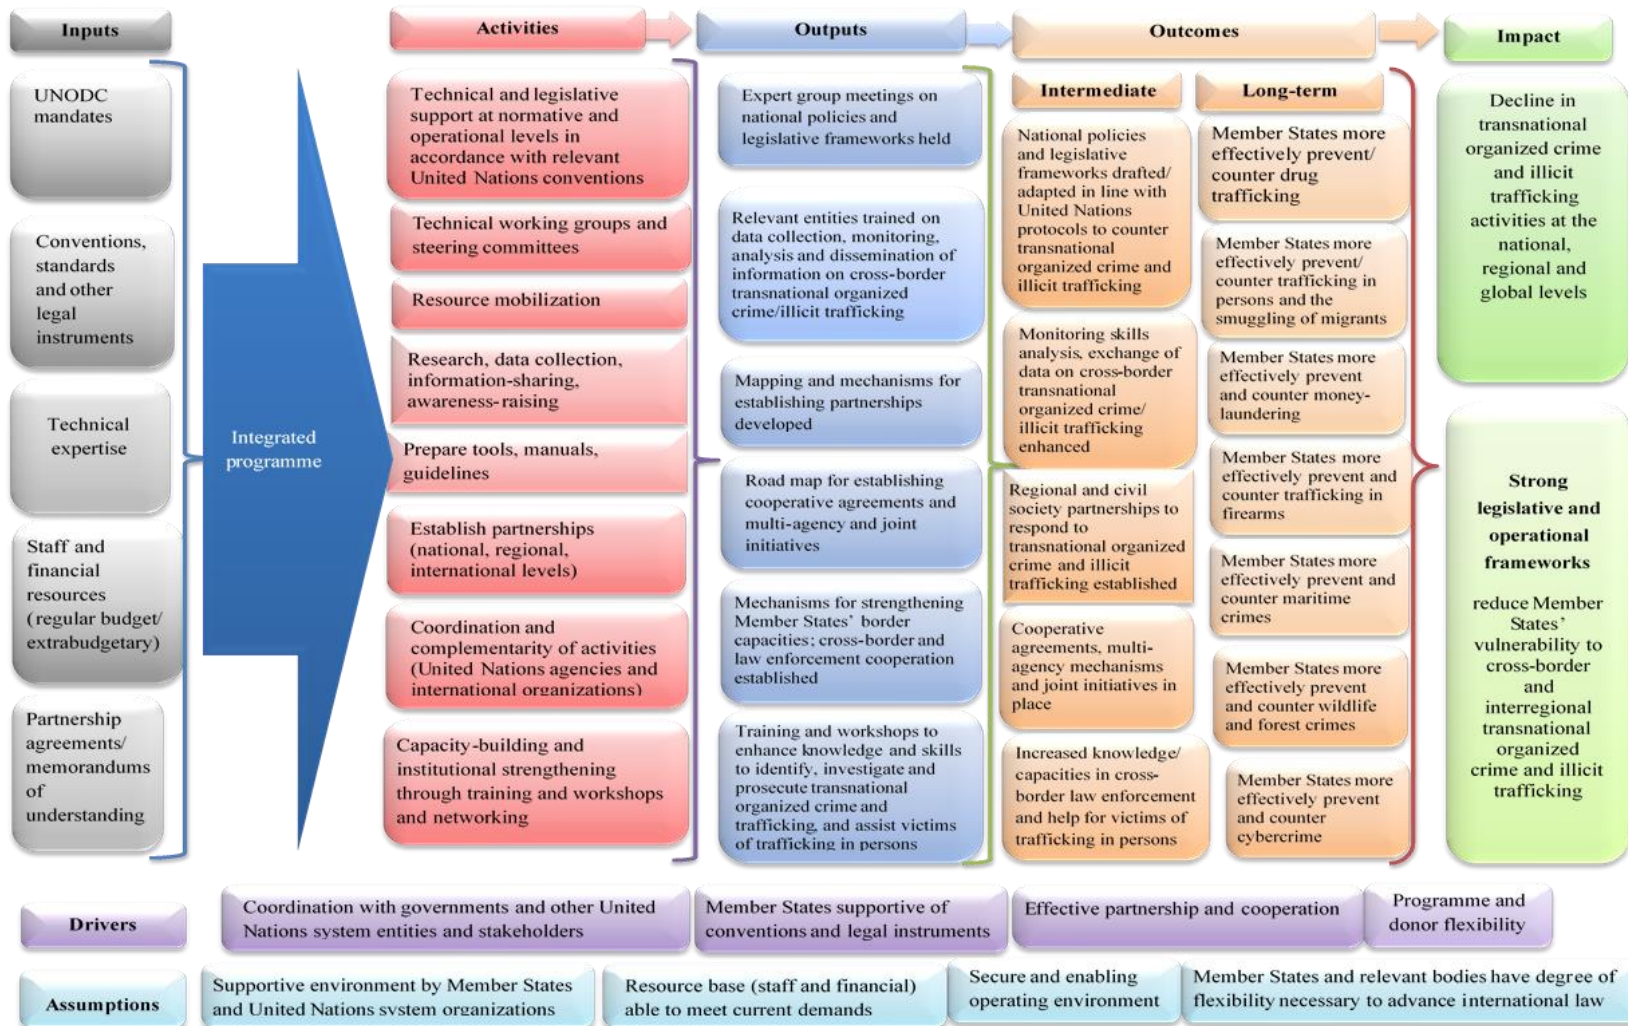 Inputs
UNODC
mandates
Conventions,
standards
and other
legal
instruments
Technical
expertise
Staff and
financial
resources
(regular budget/
extrabudgetary)
Partnership
agreements/
memorandums
of
understanding
Integrated
programme
Activities
Technical and legislative
support at normative and
operational levels in
accordance with relevant
United Nations conventions
Technical working groups and
steering committees
Resource mobilization
Research, data collection,
information-sharing,
awareness-raising
Prepare tools, manuals,
guidelines
Establish partnerships
(national, regional,
international levels)
Coordination and
complementarity of activities
(United Nations agencies and
international organizations)
Capacity-building and
institutional strengthening
through training and workshops
and networking
Outputs
Expert group meetings on
national policies and
legislative frameworks held
Relevant entities trained on
data collection, monitoring,
analysis and dissemination of
information on cross-border
transnational organized
crime/illicit trafficking
Mapping and mechanisms for
establishing partnerships
developed
Road map for establishing
cooperative agreements and
multi-agency and joint
initiatives
Mechanisms for strengthening
Member States' border
capacities; cross-border and
law enforcement cooperation
established
Training and workshops to
enhance knowledge and skills
to identify, investigate and
prosecute transnational
organized crime and
trafficking, and assist victims
of trafficking in persons
Outcomes
Intermediate
National policies
and legislative
frameworks drafted/
adapted in line with
United Nations
protocols to counter
transnational
organized crime and
illicit trafficking
Monitoring skills
analysis, exchange of
data on cross-border
transnational
organized crime/
illicit trafficking
enhanced
Regional and civil
society partnerships to
respond to
transnational organized
crime and illicit
trafficking established
Cooperative
agreements, multi-
agency mechanisms
and joint initiatives in
place
Increased knowledge/
capacities in cross-
border law enforcement
and help for victims of
trafficking in persons
Long-term
Member States more
effectively prevent/
counter drug
trafficking
Member States more
effectively prevent/
counter trafficking in
persons and the
smuggling of migrants
Member States more
effectively prevent
and counter money-
laundering
Member States more
effectively prevent and
counter trafficking in
firearms
Member States more
effectively prevent and
counter maritime
crimes
Member States more
effectively prevent
and counter wildlife
and forest crimes
Member States more
effectively prevent
and counter
cybercrime
Impact
Decline in
transnational
organized crime
and illicit
trafficking
activities at the
national,
regional and
global levels
Strong
legislative and
operational
frameworks
reduce Member
States'
vulnerability to
cross-border
and
interregional
transnational
organized
crime and illicit
trafficking
Drivers
Coordination with governments and other United
Nations system entities and stakeholders
Member States supportive of
conventions and legal instruments
Effective partnership and cooperation
Programme and
donor flexibility
Assumptions
Supportive environment by Member States
and United Nations system organizations
Resource base (staff and financial)
able to meet current demands
Secure and enabling
operating environment
Member States and relevant bodies have degree of
flexibility necessary to advance international law